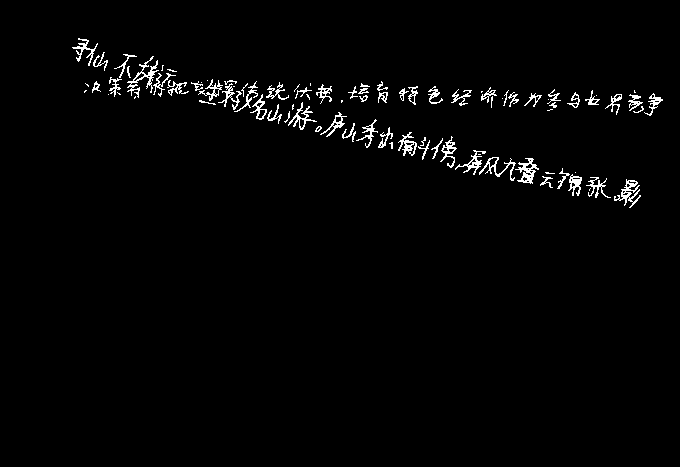 寻仙不辞远一生好入名山游。庐山秀出南斗傍,屏风九叠云锦张。影
决策者将把发挥传统优势,培育特色经济作为参与世界竞争